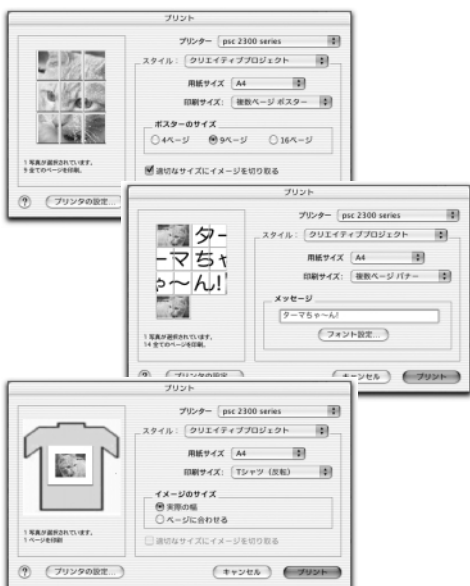 プリント
プリンター psc 2300 series
スタイル： クリエイティブプロジェクト
用紙サイズ A4
印刷サイズ： 複数ページ ポスター
ポスターのサイズ
4ページ 9ページ 16ページ
1 写真が選択されています。
9 全てのページを印刷。
適切なサイズにイメージを切り取る
? プリンタの設定...
プリント
プリンター psc 2300 series
スタイル： クリエイティブプロジェクト
用紙サイズ A4
印刷サイズ： 複数ページ バナー
ター
ーマちゃ
ゃ〜ん!
メッセージ
ターマちゃ〜ん!
フォント設定...
1 写真が選択されています。
14 全てのページを印刷。
? プリンタの設定
キャンセル プリント
プリント
プリンター psc 2300 series
スタイル： クリエイティブプロジェクト
用紙サイズ A4
印刷サイズ： Tシャツ（反転）
イメージのサイズ
実際の幅
ページに合わせる
1 写真が選択されています。
1 ページを印刷
適切なサイズにイメージを切り取る
? プリンタの設定...
キャンセル プリント